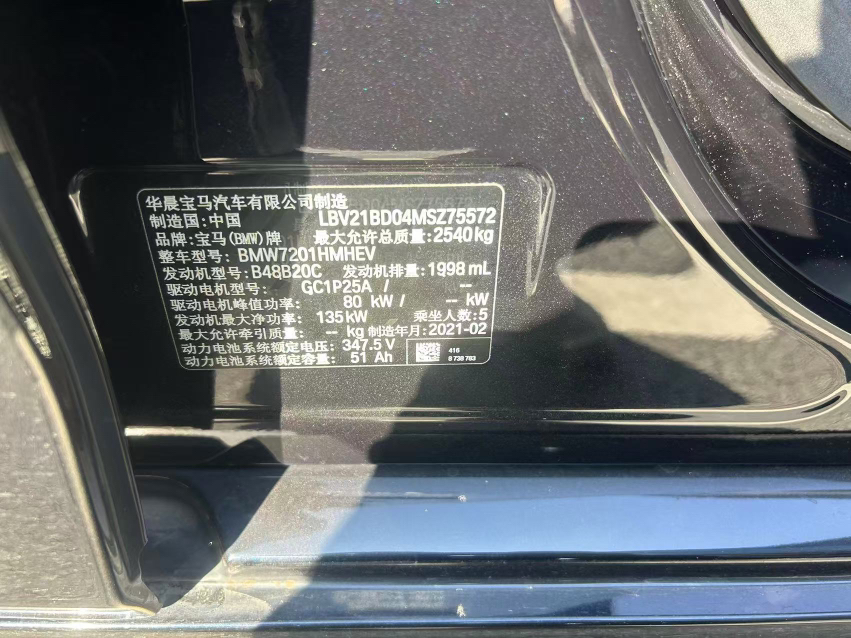 华晨宝马汽车有限公司制造
制造国:中国 LBV21BD04MSZ75572
品牌:宝马(BMW)牌 最大允许总质量:2540kg
整车型号:BMW7201HMHEV
发动机型号:B48B20C 发动机排量:1998 mL
驱动电机型号: GC1P25A / --
驱动电机峰值功率: 80 kW / -- kW
发动机最大净功率: 135kW 乘坐人数:5
最大允许牵引质量: -- kg 制造年月:2021-02
动力电池系统额定电压: 347.5 V
动力电池系统额定容量: 51 Ah
416
8 738 783